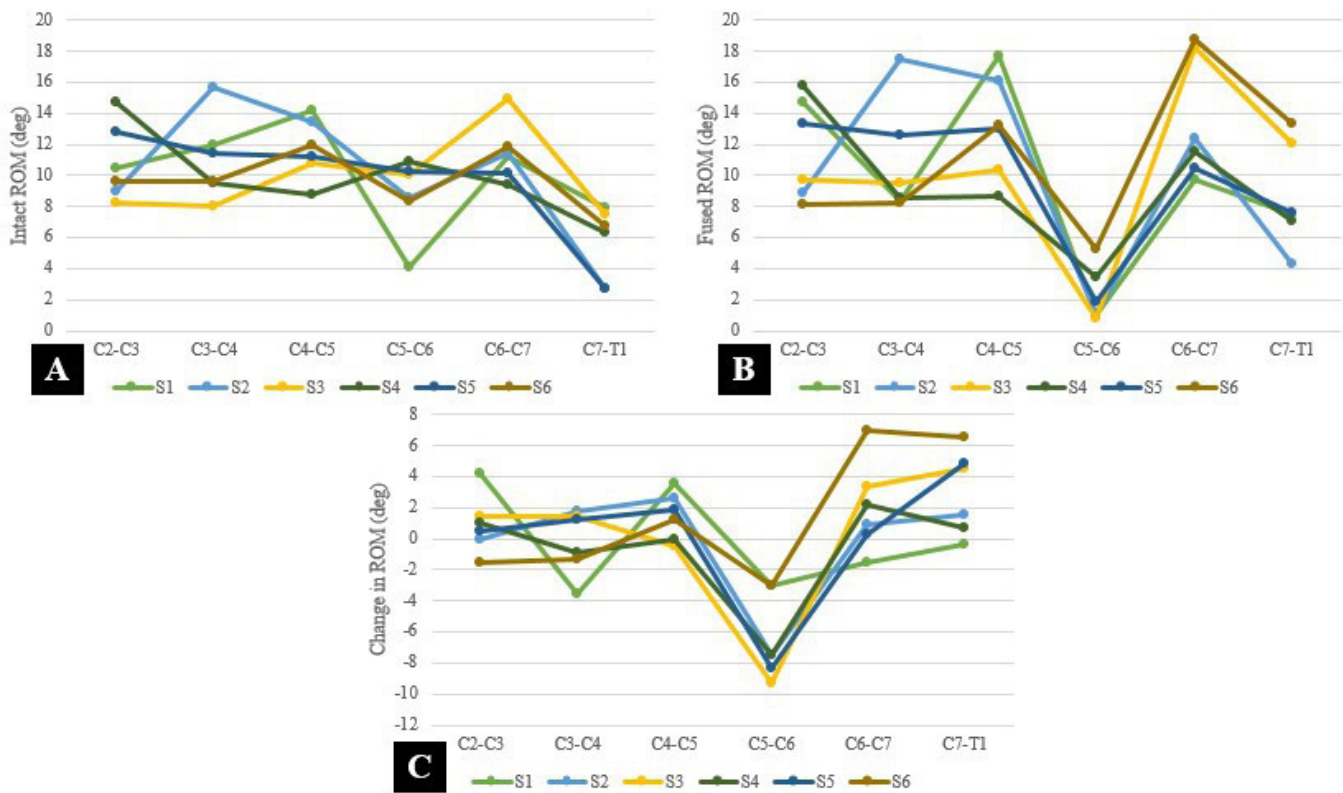 20
18
16
14
12
10
8
6
4
2
0
Intact ROM (deg)
C2-C3 C3-C4 C4-C5 C5-C6 C6-C7 C7-T1
A
S1 S2 S3 S4 S5 S6
20
18
16
14
12
10
8
6
4
2
0
Fused ROM (deg)
C2-C3 C3-C4 C4-C5 C5-C6 C6-C7 C7-T1
B
S1 S2 S3 S4 S5 S6
8
6
4
2
0
-2
-4
-6
-8
-10
-12
Change in ROM (deg)
C2-C3 C3-C4 C4-C5 C5-C6 C6-C7 C7-T1
C
S1 S2 S3 S4 S5 S6